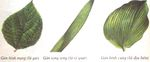 Gân hình mạng (lá gai) Gân song song (lá rẻ quạt) Gân hình cung (lá địa liền)